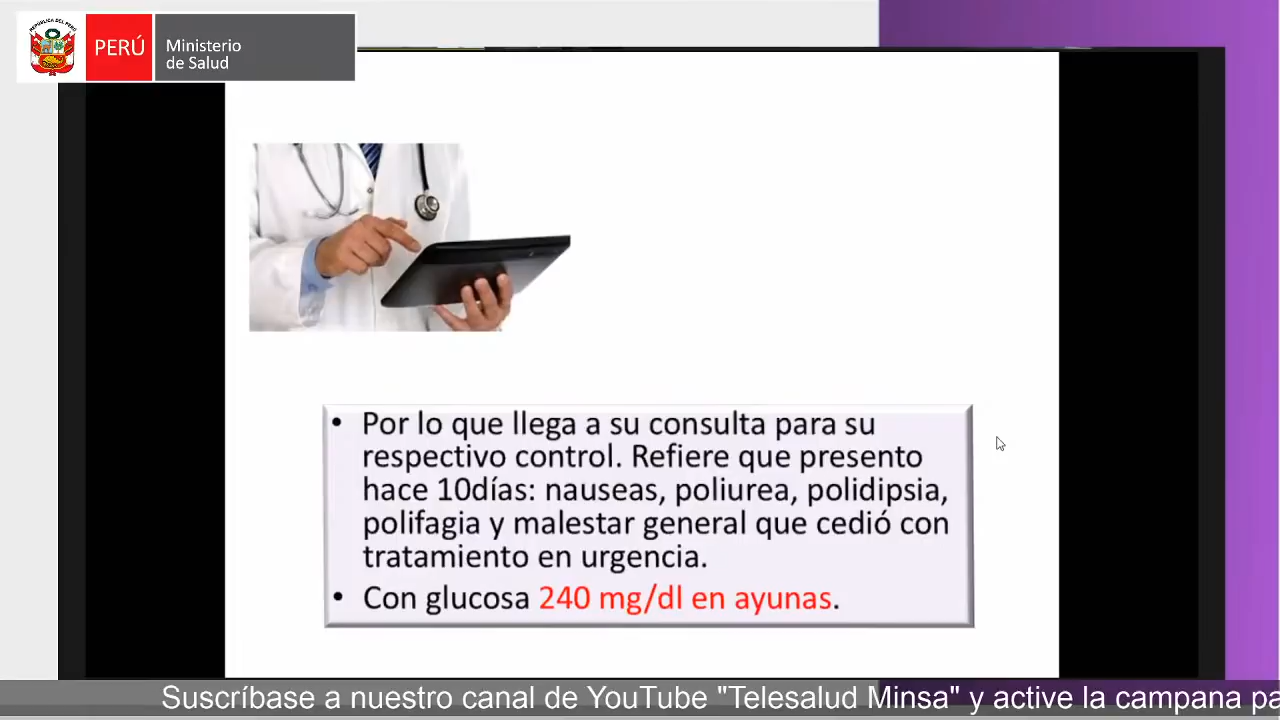 PERÚ
Ministerio
de Salud
• Por lo que llega a su consulta para su
respectivo control. Refiere que presento
hace 10días: nauseas, poliurea, polidipsia,
polifagia y malestar general que cedió con
tratamiento en urgencia.
• Con glucosa 240 mg/dl en ayunas.
Suscríbase a nuestro canal de YouTube "Telesalud Minsa" y active la campana pa